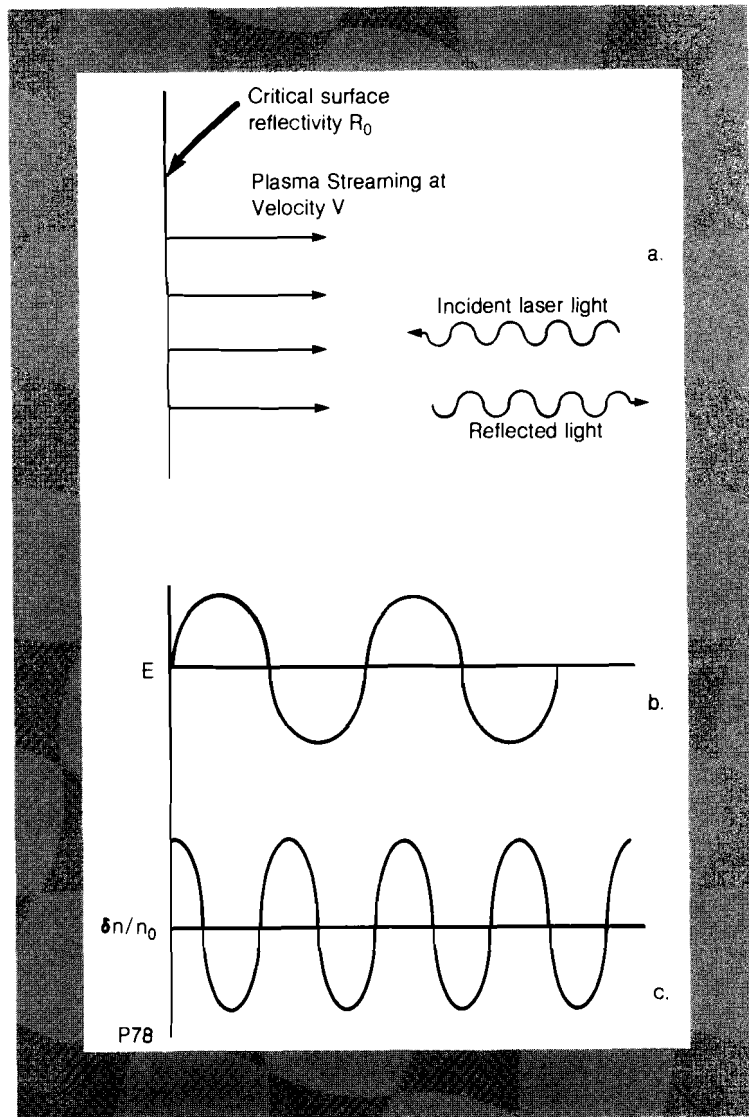 Critical surface
reflectivity R₀
Plasma Streaming at
Velocity V
a.
Incident laser light
Reflected light
E
b.
δn/n₀
c.
P78